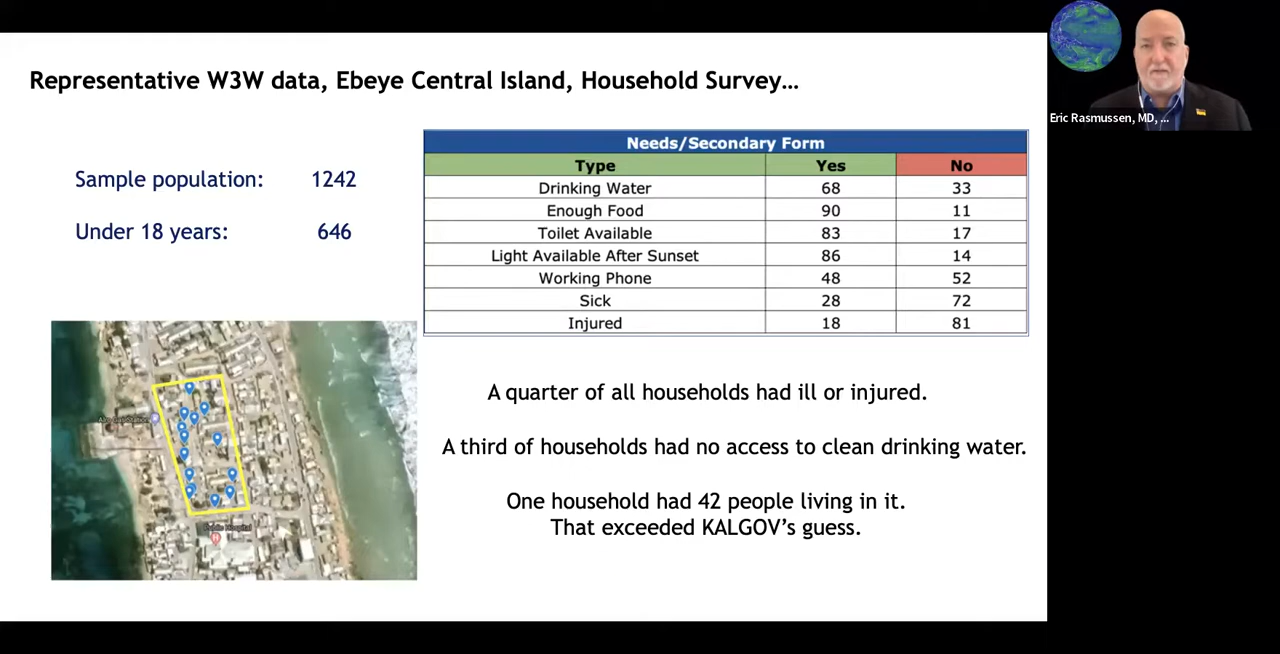 Representative W3W data, Ebeye Central Island, Household Survey...
Eric Rasmussen, MD, ...
Sample population: 1242
Under 18 years: 646
Needs/Secondary Form
Type Yes No
Drinking Water 68 33
Enough Food 90 11
Toilet Available 83 17
Light Available After Sunset 86 14
Working Phone 48 52
Sick 28 72
Injured 18 81
A quarter of all households had ill or injured.
A third of households had no access to clean drinking water.
One household had 42 people living in it.
That exceeded KALGOV's guess.
Hospital
H